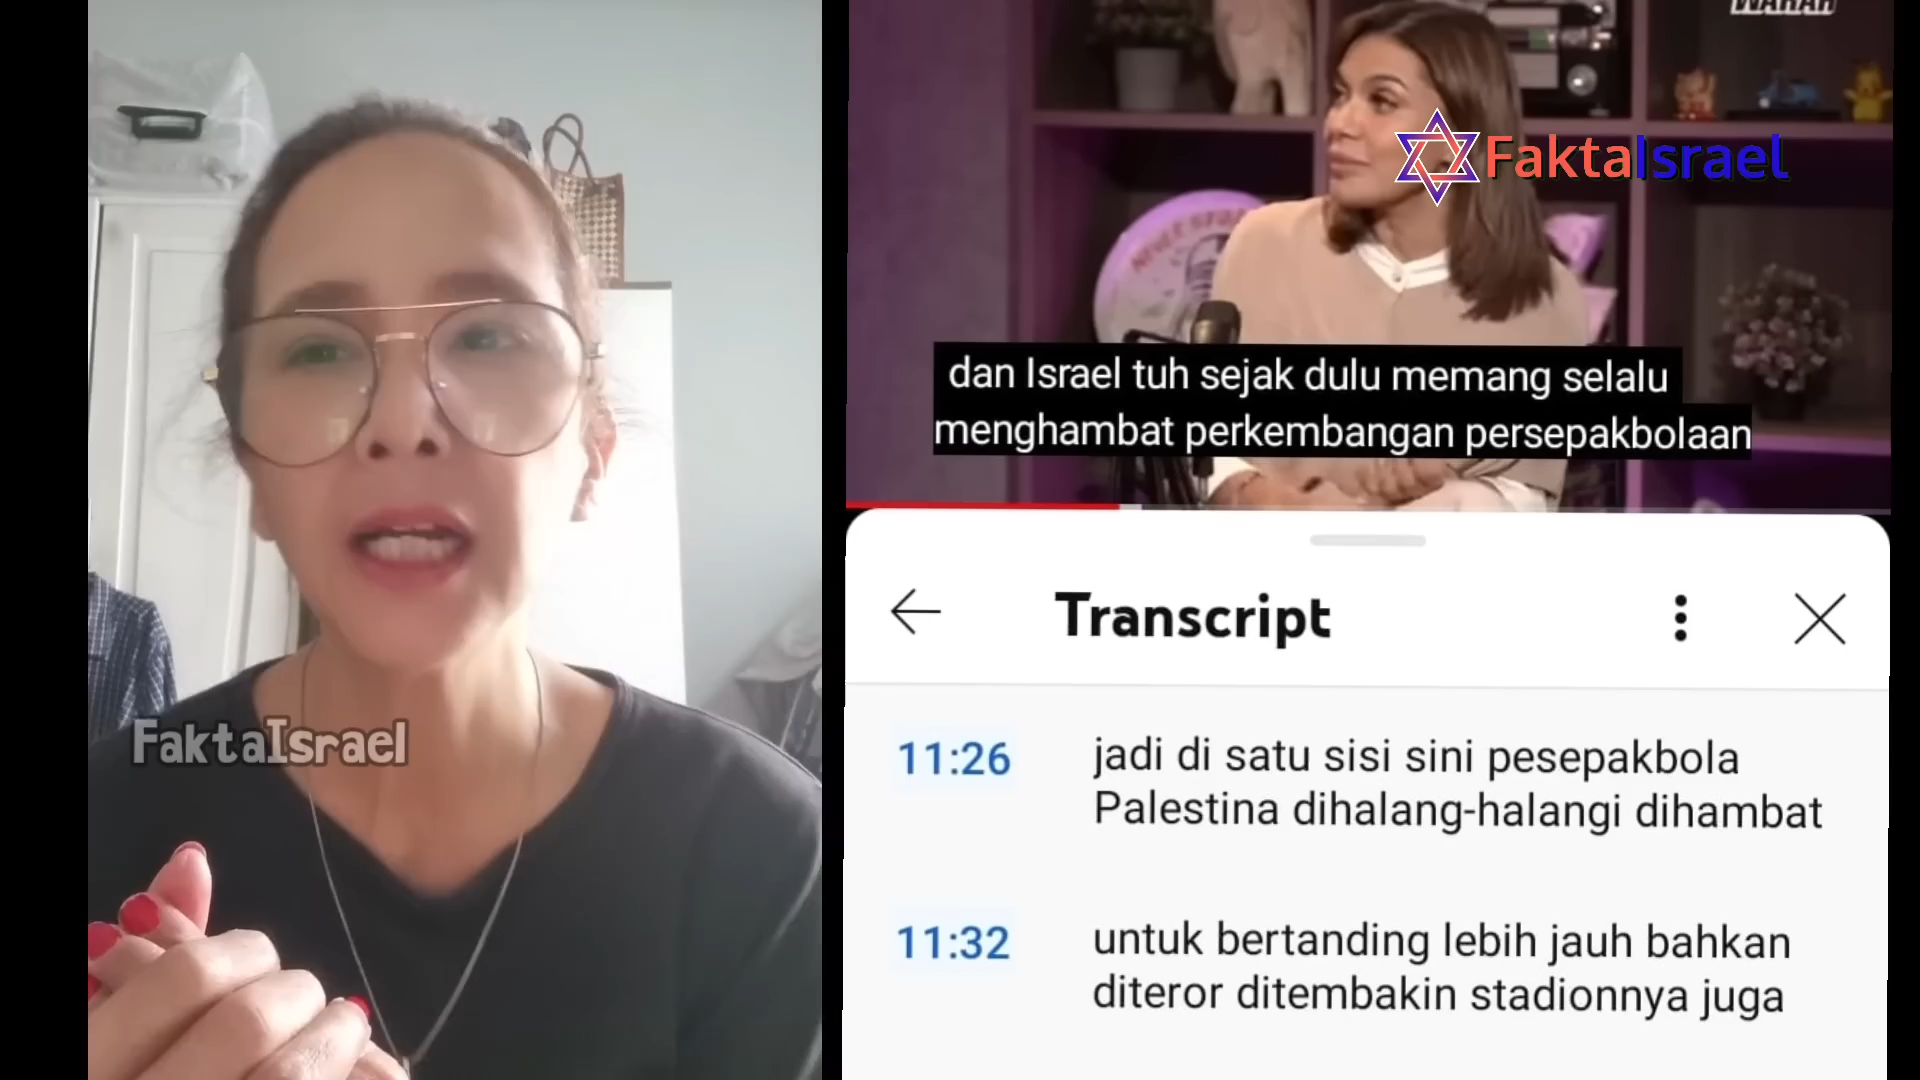 FaktaIsrael
dan Israel tuh sejak dulu memang selalu
menghambat perkembangan persepakbolaan
Transcript
11:26
jadi di satu sisi sini pesepakbola
Palestina dihalang-halangi dihambat
11:32
untuk bertanding lebih jauh bahkan
diteror ditembakin stadionnya juga
FaktaIsrael